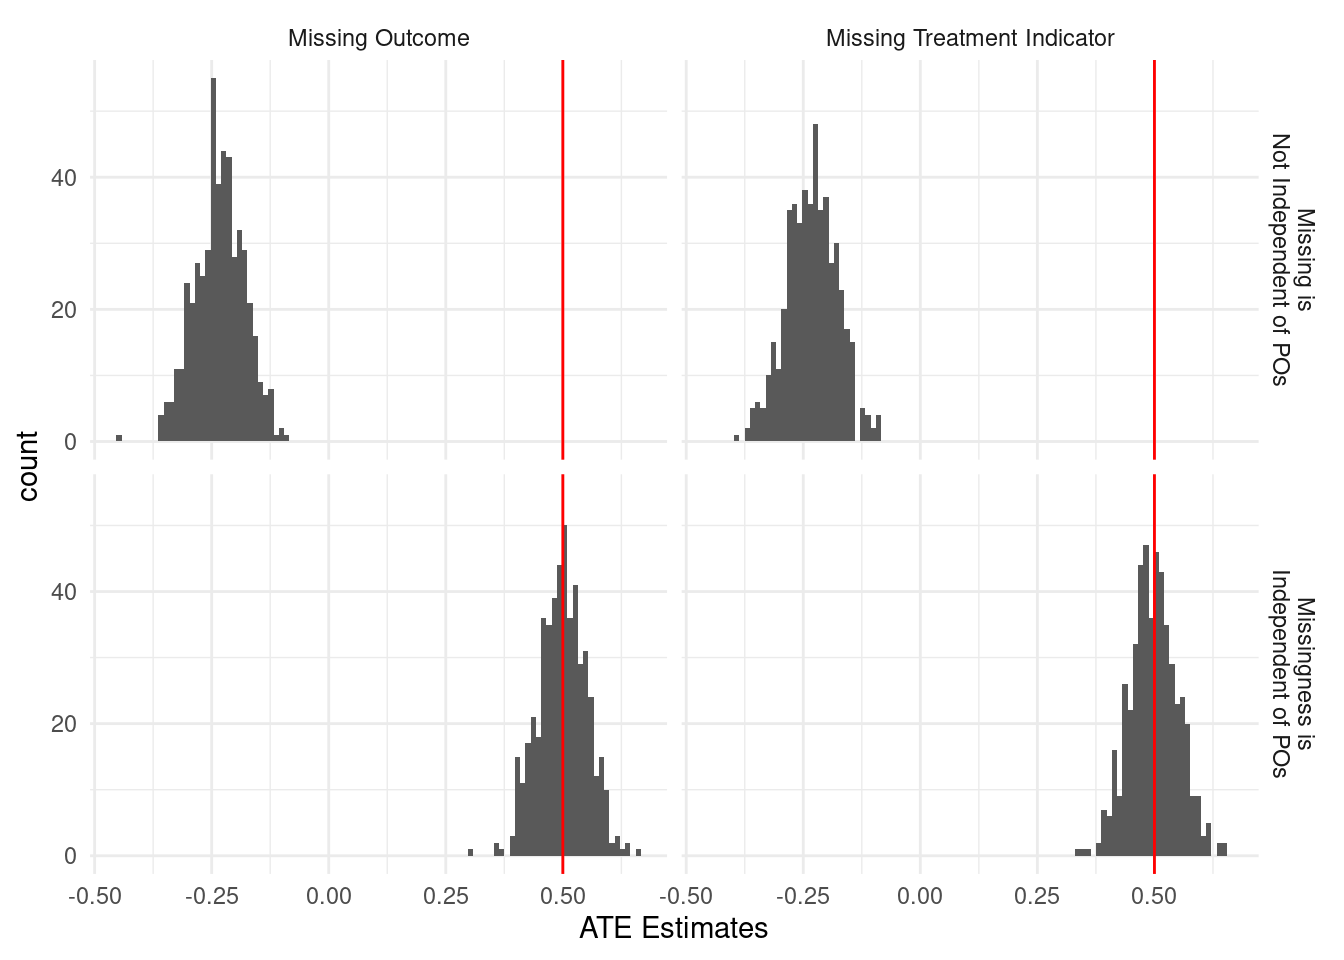 Missing Outcome
Missing Treatment Indicator
40
20
0
Missing is
Not Independent of POs
count
40
20
0
Missingness is
Independent of POs
-0.50 -0.25 0.00 0.25 0.50 -0.50 -0.25 0.00 0.25 0.50
ATE Estimates